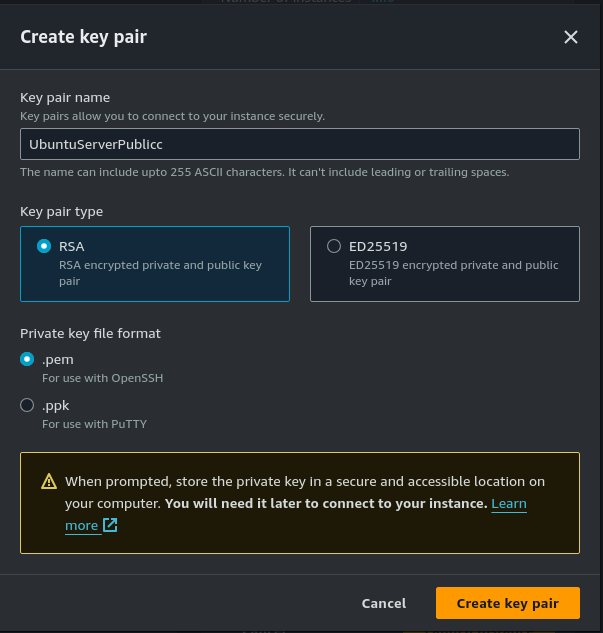 Create key pair
Key pair name
Key pairs allow you to connect to your instance securely.
UbuntuServerPublicc
The name can include upto 255 ASCII characters. It can't include leading or trailing spaces.
Key pair type
RSA
RSA encrypted private and public key
pair
ED25519
ED25519 encrypted private and public
key pair
Private key file format
.pem
For use with OpenSSH
.ppk
For use with PuTTY
When prompted, store the private key in a secure and accessible location on
your computer. You will need it later to connect to your instance. Learn
more
Cancel
Create key pair